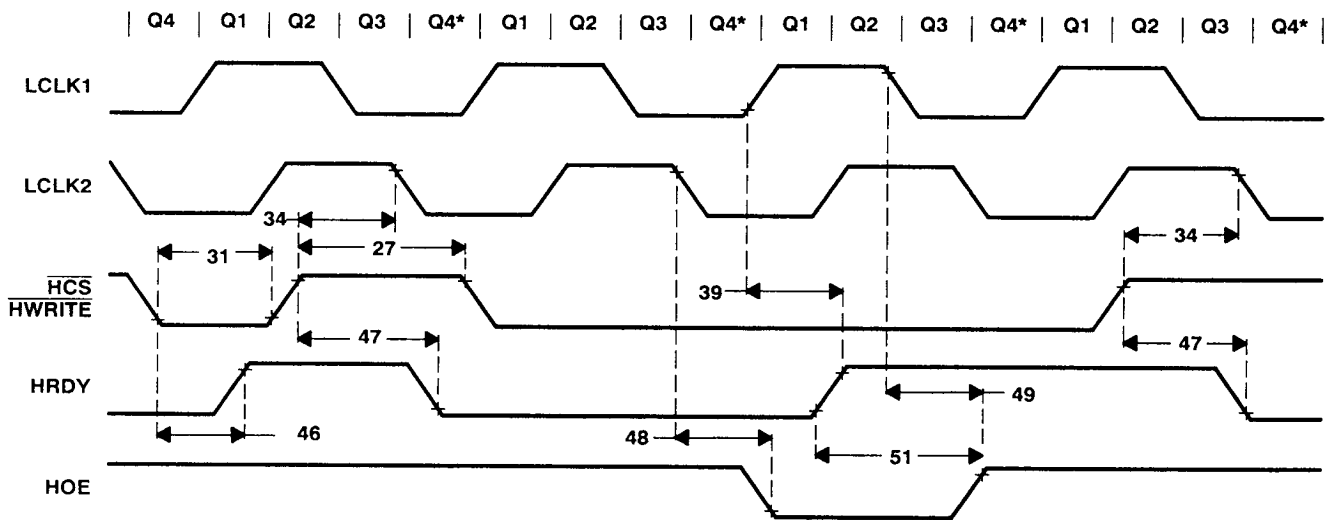 Q4 Q1 Q2 Q3 Q4* Q1 Q2 Q3 Q4* Q1 Q2 Q3 Q4* Q1 Q2 Q3 Q4*
LCLK1
LCLK2
34
34
31
27
HCS
HWRITE
39
47
47
HRDY
49
46
48
51
HOE